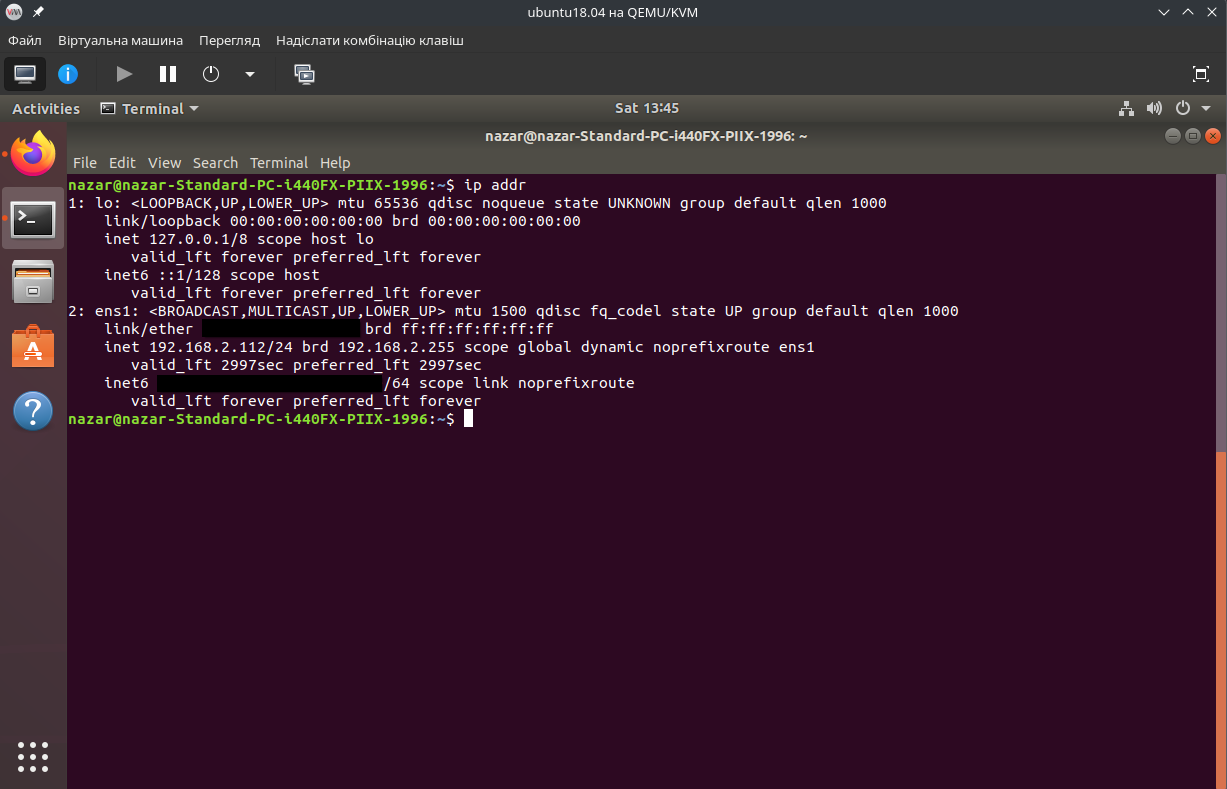 ubuntu18.04 на QEMU/KVM
Файл Віртуальна машина Перегляд Надіслати комбінацію клавіш
Activities Terminal Sat 13:45
nazar@nazar-Standard-PC-i440FX-PIIX-1996: ~
File Edit View Search Terminal Help
nazar@nazar-Standard-PC-i440FX-PIIX-1996:~$ ip addr
1: lo: <LOOPBACK,UP,LOWER_UP> mtu 65536 qdisc noqueue state UNKNOWN group default qlen 1000
link/loopback 00:00:00:00:00:00 brd 00:00:00:00:00:00
inet 127.0.0.1/8 scope host lo
valid_lft forever preferred_lft forever
inet6 ::1/128 scope host
valid_lft forever preferred_lft forever
2: ens1: <BROADCAST,MULTICAST,UP,LOWER_UP> mtu 1500 qdisc fq_codel state UP group default qlen 1000
link/ether brd ff:ff:ff:ff:ff:ff
inet 192.168.2.112/24 brd 192.168.2.255 scope global dynamic noprefixroute ens1
valid_lft 2997sec preferred_lft 2997sec
inet6 /64 scope link noprefixroute
valid_lft forever preferred_lft forever
nazar@nazar-Standard-PC-i440FX-PIIX-1996:~$